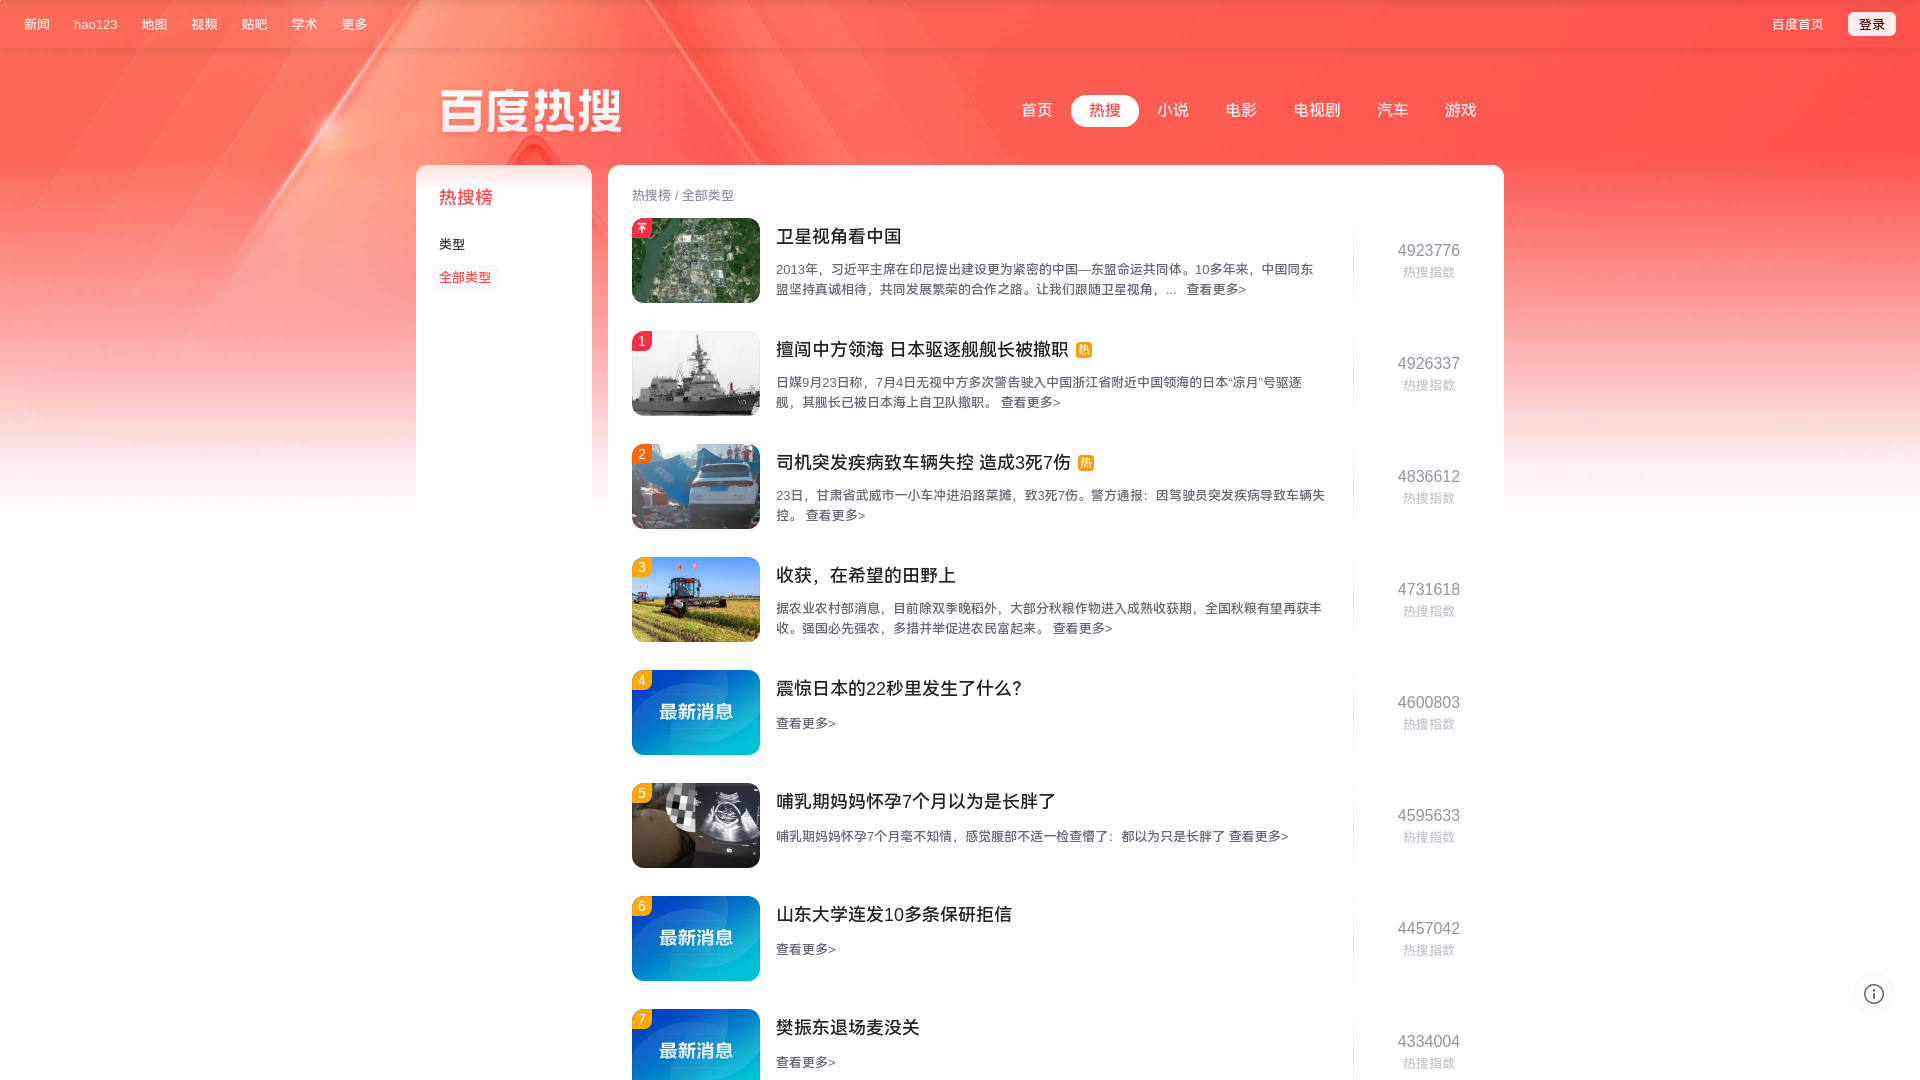 新闻 hao123 地图 视频 贴吧 学术 更多 百度首页 登录
百度热搜
首页 热搜 小说 电影 电视剧 汽车 游戏
热搜榜
类型
全部类型
热搜榜 / 全部类型
卫星视角看中国
2013年，习近平主席在印尼提出建设更为紧密的中国—东盟命运共同体。10多年来，中国同东
盟坚持真诚相待，共同发展繁荣的合作之路。让我们跟随卫星视角，... 查看更多>
4923776
热搜指数
1
擅闯中方领海 日本驱逐舰舰长被撤职 热
日媒9月23日称，7月4日无视中方多次警告驶入中国浙江省附近中国领海的日本“凉月”号驱逐
舰，其舰长已被日本海上自卫队撤职。 查看更多>
4926337
热搜指数
2
司机突发疾病致车辆失控 造成3死7伤 热
23日，甘肃省武威市一小车冲进沿路菜摊，致3死7伤。警方通报：因驾驶员突发疾病导致车辆失
控。 查看更多>
4836612
热搜指数
3
收获，在希望的田野上
据农业农村部消息，目前除双季晚稻外，大部分秋粮作物进入成熟收获期，全国秋粮有望再获丰
收。强国必先强农，多措并举促进农民富起来。 查看更多>
4731618
热搜指数
4
最新消息
震惊日本的22秒里发生了什么？
查看更多>
4600803
热搜指数
5
哺乳期妈妈怀孕7个月以为是长胖了
哺乳期妈妈怀孕7个月毫不知情，感觉腹部不适一检查懵了：都以为只是长胖了 查看更多>
4595633
热搜指数
6
最新消息
山东大学连发10多条保研拒信
查看更多>
4457042
热搜指数
7
最新消息
樊振东退场麦没关
查看更多>
4334004
热搜指数